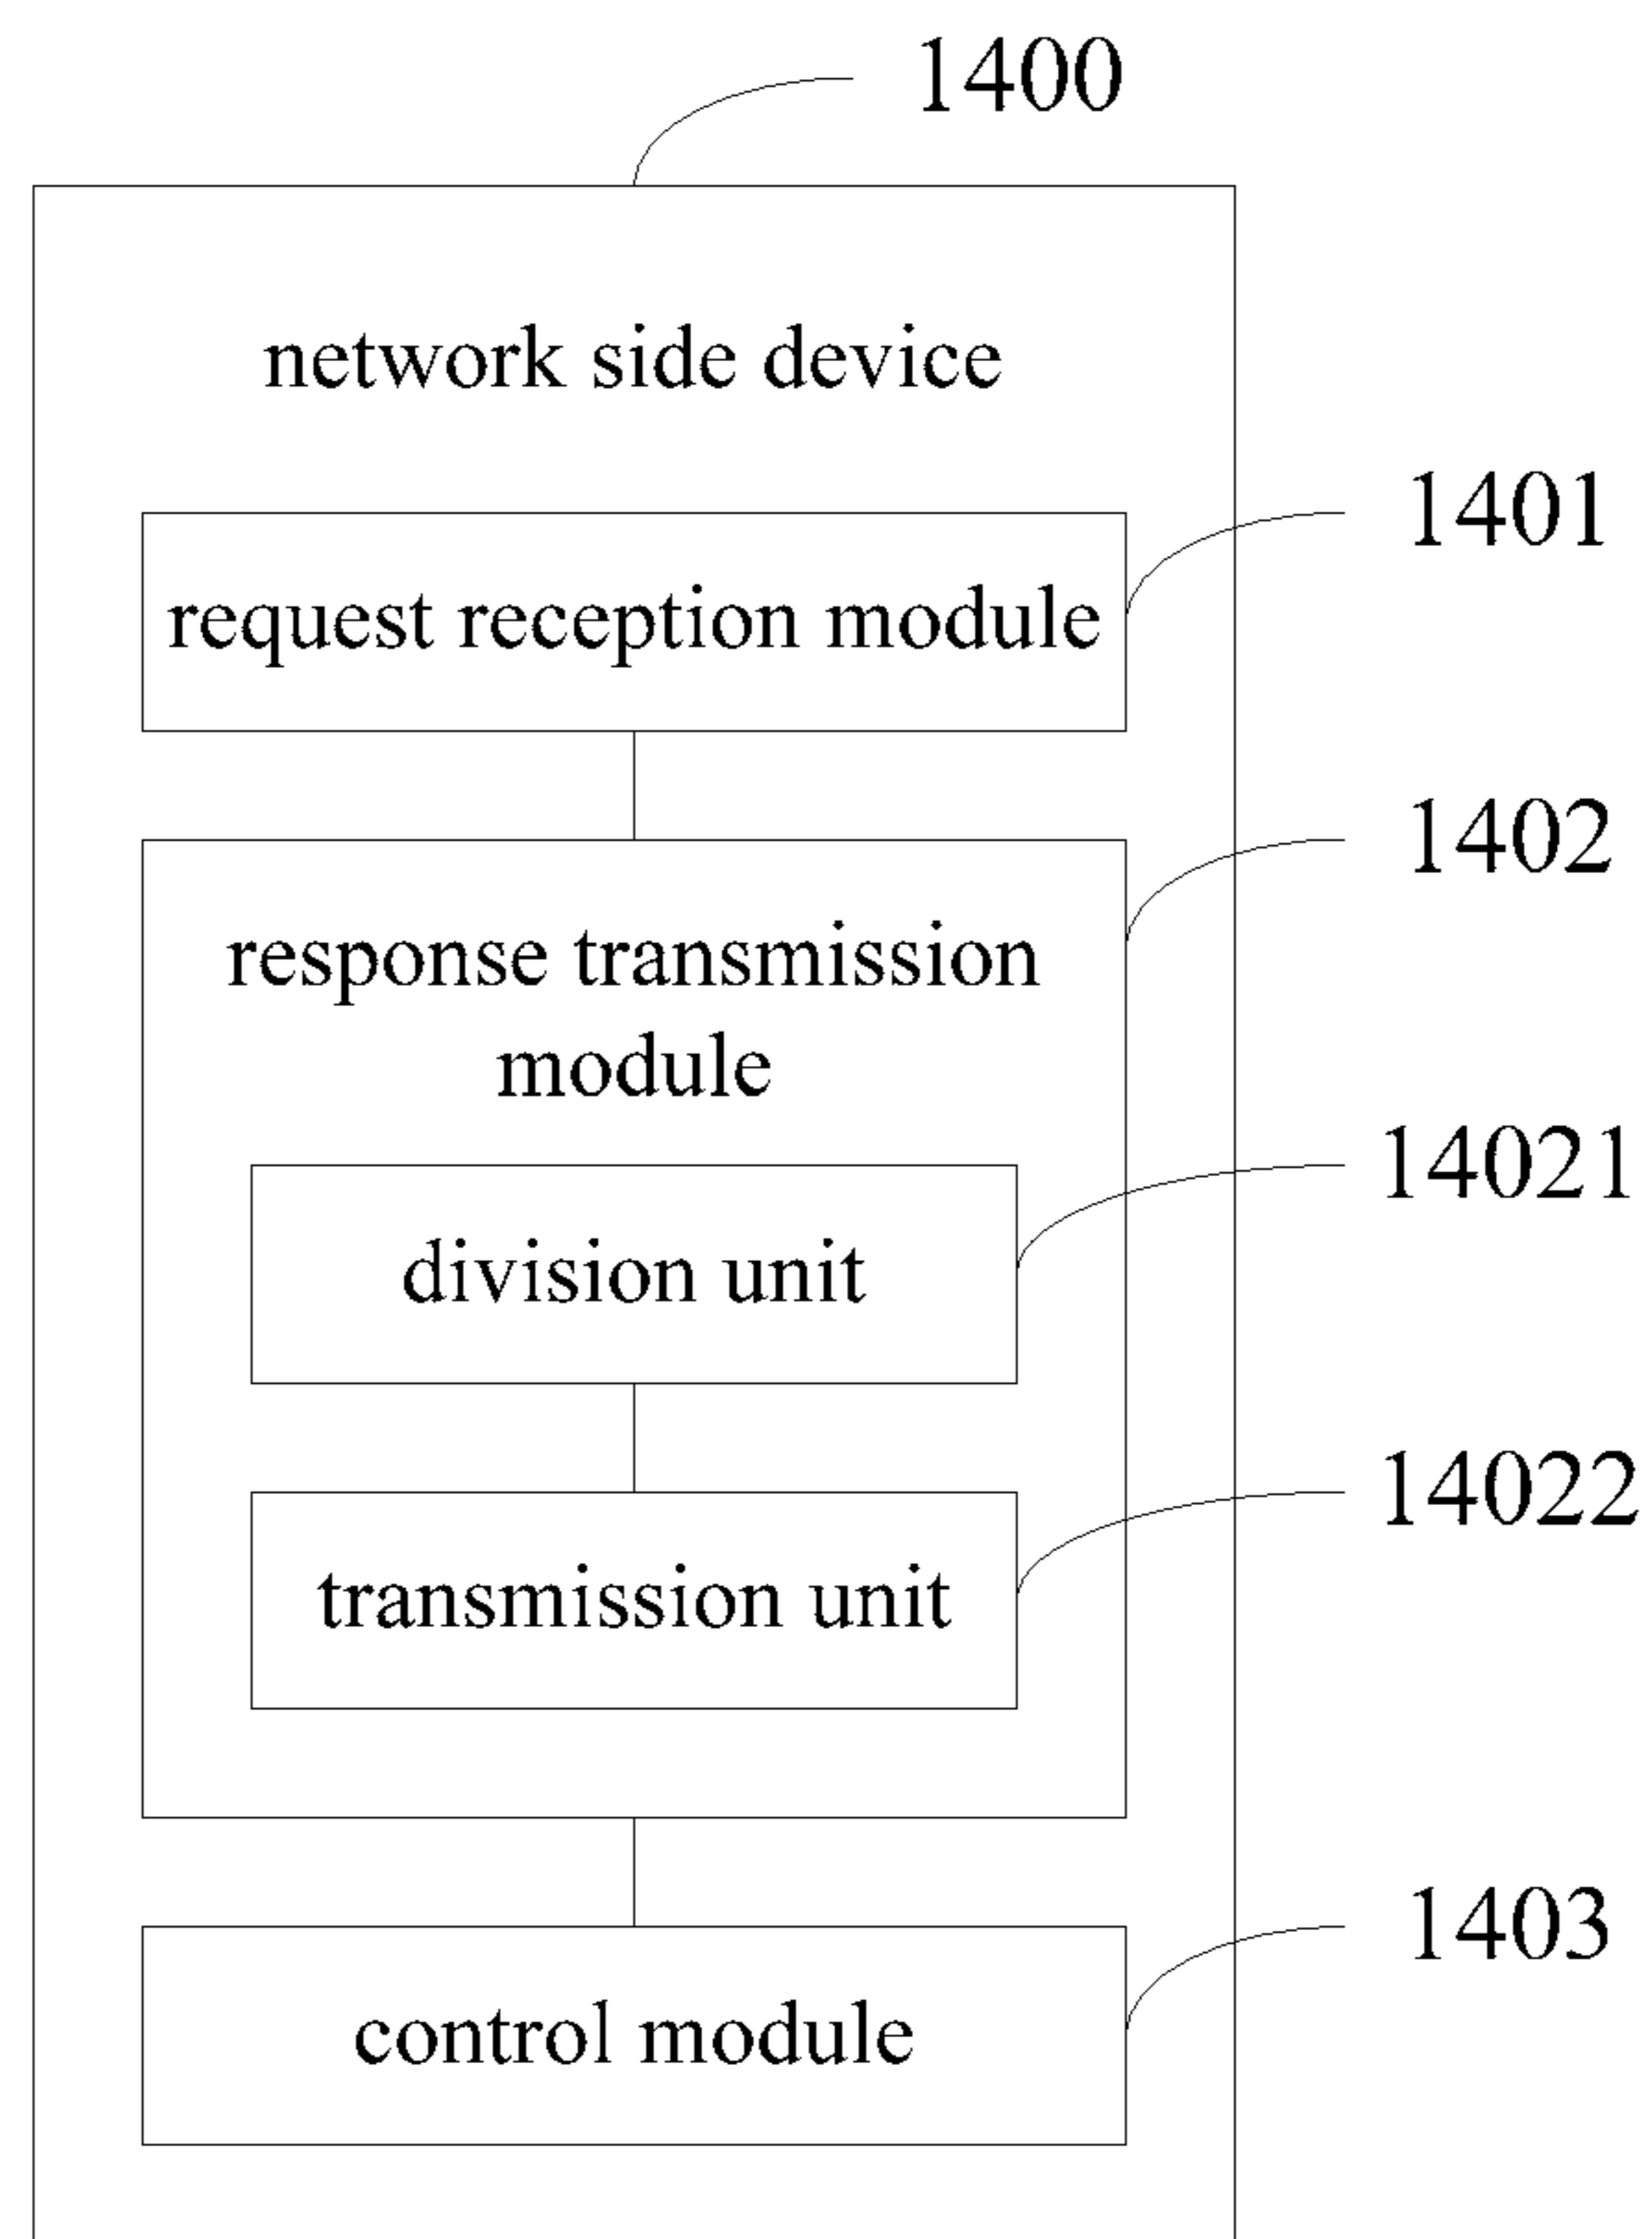 1400
network side device
1401
request reception module
1402
response transmission
module
14021
division unit
14022
transmission unit
1403
control module